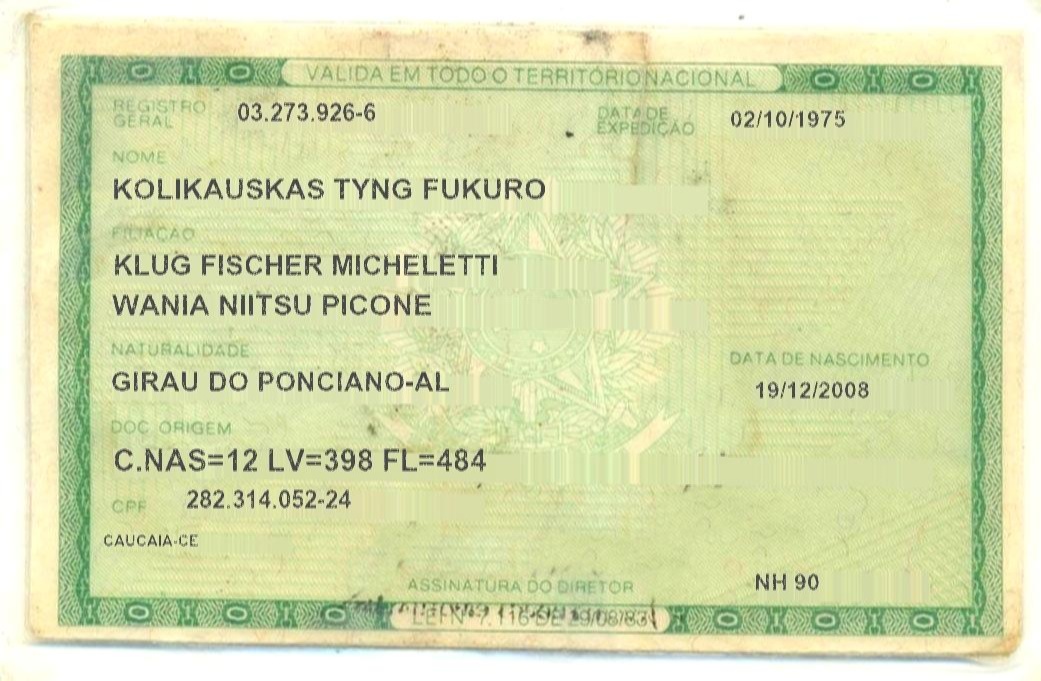 VÁLIDA EM TODO O TERRITÓRIO NACIONAL
REGISTRO GERAL 03.273.926-6 DATA DE EXPEDIÇÃO 02/10/1975
NOME
KOLIKAUSKAS TYNG FUKURO
FILIAÇÃO
KLUG FISCHER MICHELETTI
WANIA NIITSU PICONE
NATURALIDADE DATA DE NASCIMENTO
GIRAU DO PONCIANO-AL 19/12/2008
DOC ORIGEM
C.NAS=12 LV=398 FL=484
CPF 282.314.052-24
CAUCAIA-CE
ASSINATURA DO DIRETOR NH 90
LEI Nº 7.116 DE 29/08/83